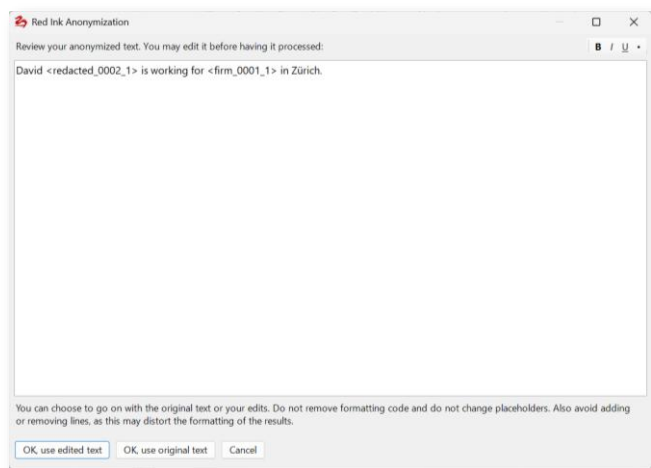 Red Ink Anonymization
Review your anonymized text. You may edit it before having it processed:
B I U
David <redacted_0002_1> is working for <firm_0001_1> in Zürich.
You can choose to go on with the original text or your edits. Do not remove formatting code and do not change placeholders. Also avoid adding
or removing lines, as this may distort the formatting of the results.
OK, use edited text OK, use original text Cancel